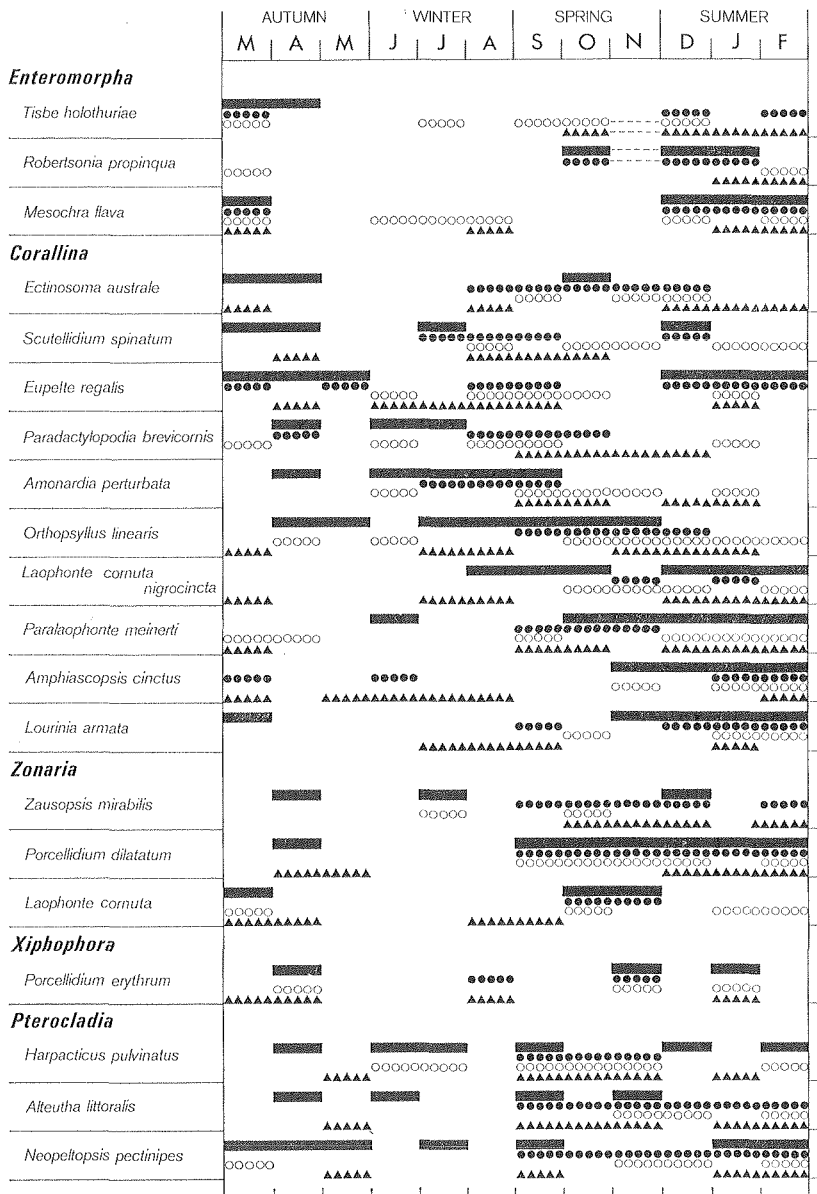 AUTUMN WINTER SPRING SUMMER
M A M J J A S O N D J F
Enteromorpha
Tisbe holothuriae
Robertsonia propinqua
Mesochra flava
Corallina
Ectinosoma australe
Scutellidium spinatum
Eupelte regalis
Paradactylopodia brevicornis
Amonardia perturbata
Orthopsyllus linearis
Laophonte cornuta
nigrocincta
Paralaophonte meinerti
Amphiascopsis cinctus
Lourinia armata
Zonaria
Zausopsis mirabilis
Porcellidium dilatatum
Laophonte cornuta
Xiphophora
Porcellidium erythrum
Pterocladia
Harpacticus pulvinatus
Alteutha littoralis
Neopeltopsis pectinipes